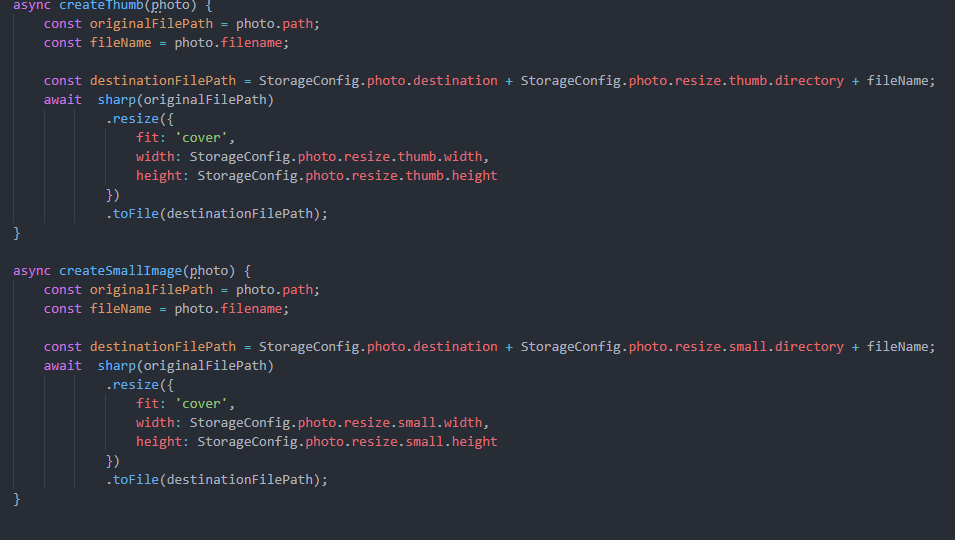 async createThumb(photo) {
    const originalFilePath = photo.path;
    const fileName = photo.filename;

    const destinationFilePath = StorageConfig.photo.destination + StorageConfig.photo.resize.thumb.directory + fileName;
    await  sharp(originalFilePath)
            .resize({
                fit: 'cover',
                width: StorageConfig.photo.resize.thumb.width,
                height: StorageConfig.photo.resize.thumb.height
            })
            .toFile(destinationFilePath);
}

async createSmallImage(photo) {
    const originalFilePath = photo.path;
    const fileName = photo.filename;

    const destinationFilePath = StorageConfig.photo.destination + StorageConfig.photo.resize.small.directory + fileName;
    await  sharp(originalFilePath)
            .resize({
                fit: 'cover',
                width: StorageConfig.photo.resize.small.width,
                height: StorageConfig.photo.resize.small.height
            })
            .toFile(destinationFilePath);
}